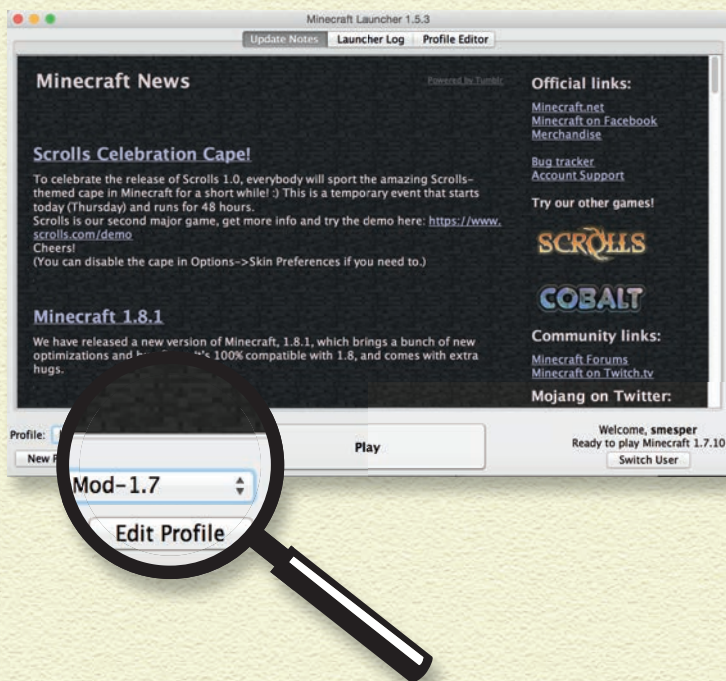 Minecraft Launcher 1.5.3
Update Notes Launcher Log Profile Editor
Minecraft News
Powered by Tumblr
Scrolls Celebration Cape!
To celebrate the release of Scrolls 1.0, everybody will sport the amazing Scrolls-
themed cape in Minecraft for a short while! :) This is a temporary event that starts
today (Thursday) and runs for 48 hours.
Scrolls is our second major game, get more info and try the demo here: https://www.
scrolls.com/demo
Cheers!
(You can disable the cape in Options->Skin Preferences if you need to.)
Minecraft 1.8.1
We have released a new version of Minecraft, 1.8.1, which brings a bunch of new
optimizations and 100% compatible with 1.8, and comes with extra
hugs.
Official links:
Minecraft.net
Minecraft on Facebook
Merchandise
Bug tracker
Account Support
Try our other games!
SCROLLS
COBALT
Community links:
Minecraft Forums
Minecraft on Twitch.tv
Mojang on Twitter:
Profile:
New
Mod-1.7
Edit Profile
Play
Welcome, smesper
Ready to play Minecraft 1.7.10
Switch User